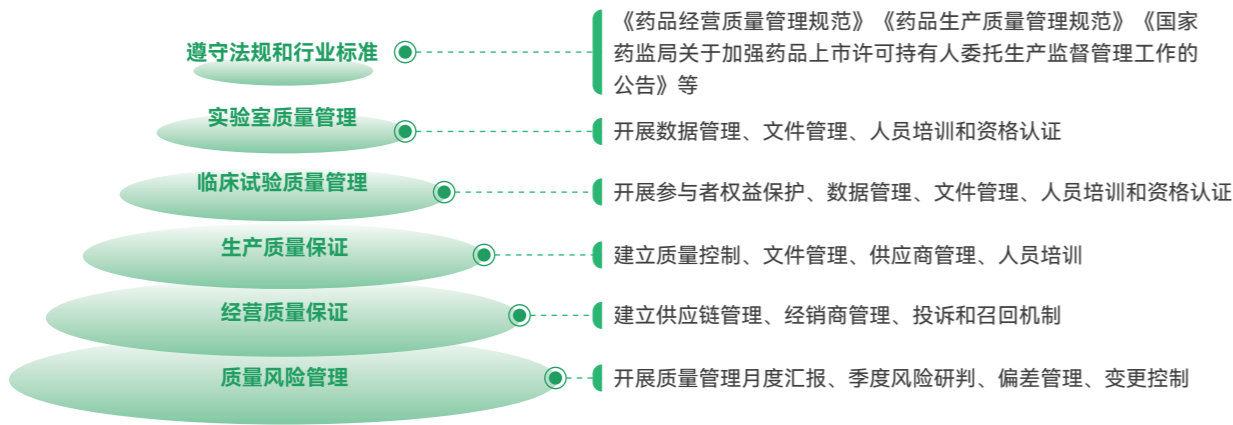 遵守法规和行业标准
《药品经营质量管理规范》《药品生产质量管理规范》《国家
药监局关于加强药品上市许可持有人委托生产监督管理工作的
公告》等
实验室质量管理
开展数据管理、文件管理、人员培训和资格认证
临床试验质量管理
开展参与者权益保护、数据管理、文件管理、人员培训和资格认证
生产质量保证
建立质量控制、文件管理、供应商管理、人员培训
经营质量保证
建立供应链管理、经销商管理、投诉和召回机制
质量风险管理
开展质量管理月度汇报、季度风险研判、偏差管理、变更控制